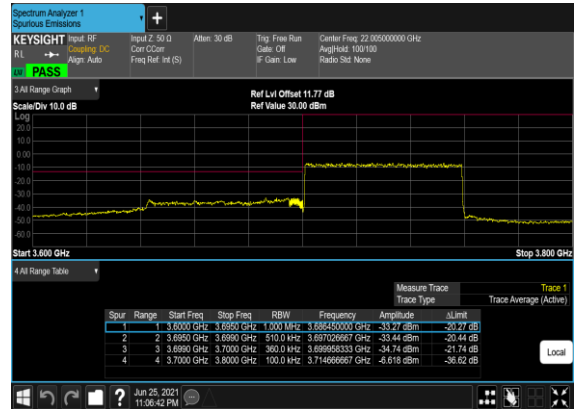 Spectrum Analyzer 1
Spurious Emissions
+
KEYSIGHT Input: RF Input Z: 50 Ω Atten: 30 dB Trig: Free Run Center Freq: 22.005000000 GHz
RL Coupling: DC Corr CCorr Gate: Off Avg|Hold: 100/100
Align: Auto Freq Ref: Int (S) IF Gain: Low Radio Std: None
PASS
3 All Range Graph
Ref Lvl Offset 11.77 dB
Scale/Div 10.0 dB Ref Value 30.00 dBm
Log
20.0
10.0
0.00
-10.0
-20.0
-30.0
-40.0
-50.0
-60.0
Start 3.600 GHz Stop 3.800 GHz
4 All Range Table
Measure Trace Trace 1
Trace Type Trace Average (Active)
Spur Range Start Freq Stop Freq RBW Frequency Amplitude ΔLimit
1 1 3.6000 GHz 3.6950 GHz 1.000 MHz 3.686450000 GHz -33.27 dBm -20.27 dB
2 2 3.6950 GHz 3.6990 GHz 510.0 kHz 3.697026667 GHz -33.44 dBm -20.44 dB
3 3 3.6990 GHz 3.7000 GHz 360.0 kHz 3.699958333 GHz -34.74 dBm -21.74 dB
4 4 3.7000 GHz 3.8000 GHz 100.0 kHz 3.714666667 GHz -6.618 dBm -36.62 dB
Local
? Jun 25, 2021
11:06:42 PM